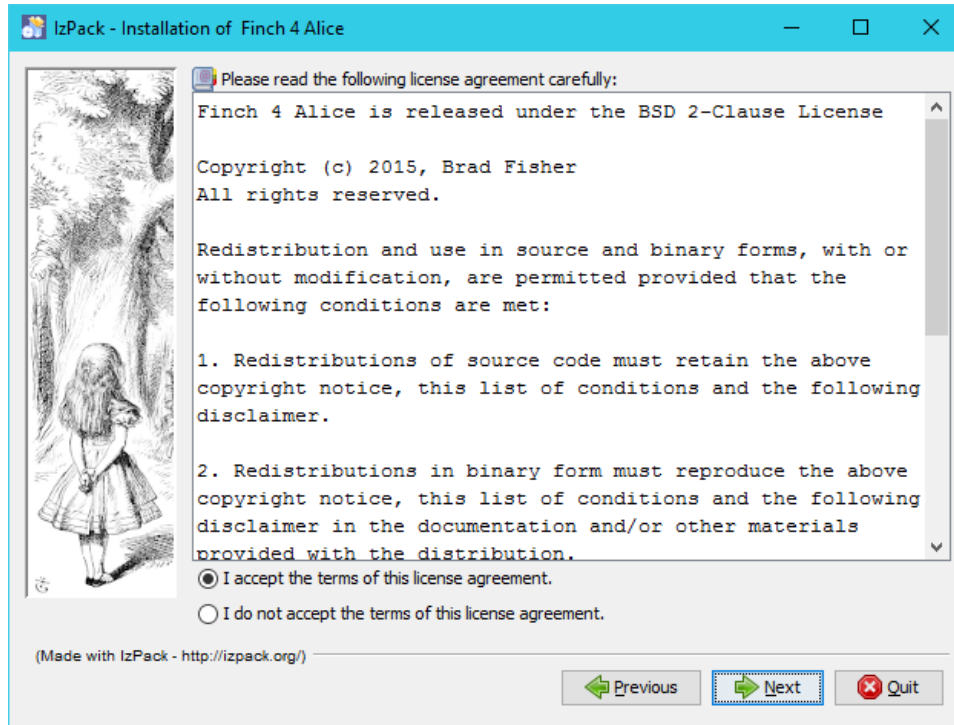 IzPack - Installation of  Finch 4 Alice
Please read the following license agreement carefully:
Finch 4 Alice is released under the BSD 2-Clause License
Copyright (c) 2015, Brad Fisher
All rights reserved.
Redistribution and use in source and binary forms, with or
without modification, are permitted provided that the
following conditions are met:
1. Redistributions of source code must retain the above
copyright notice, this list of conditions and the following
disclaimer.
2. Redistributions in binary form must reproduce the above
copyright notice, this list of conditions and the following
disclaimer in the documentation and/or other materials
provided with the distribution.
I accept the terms of this license agreement.
I do not accept the terms of this license agreement.
(Made with IzPack - http://izpack.org/)
Previous
Next
Quit